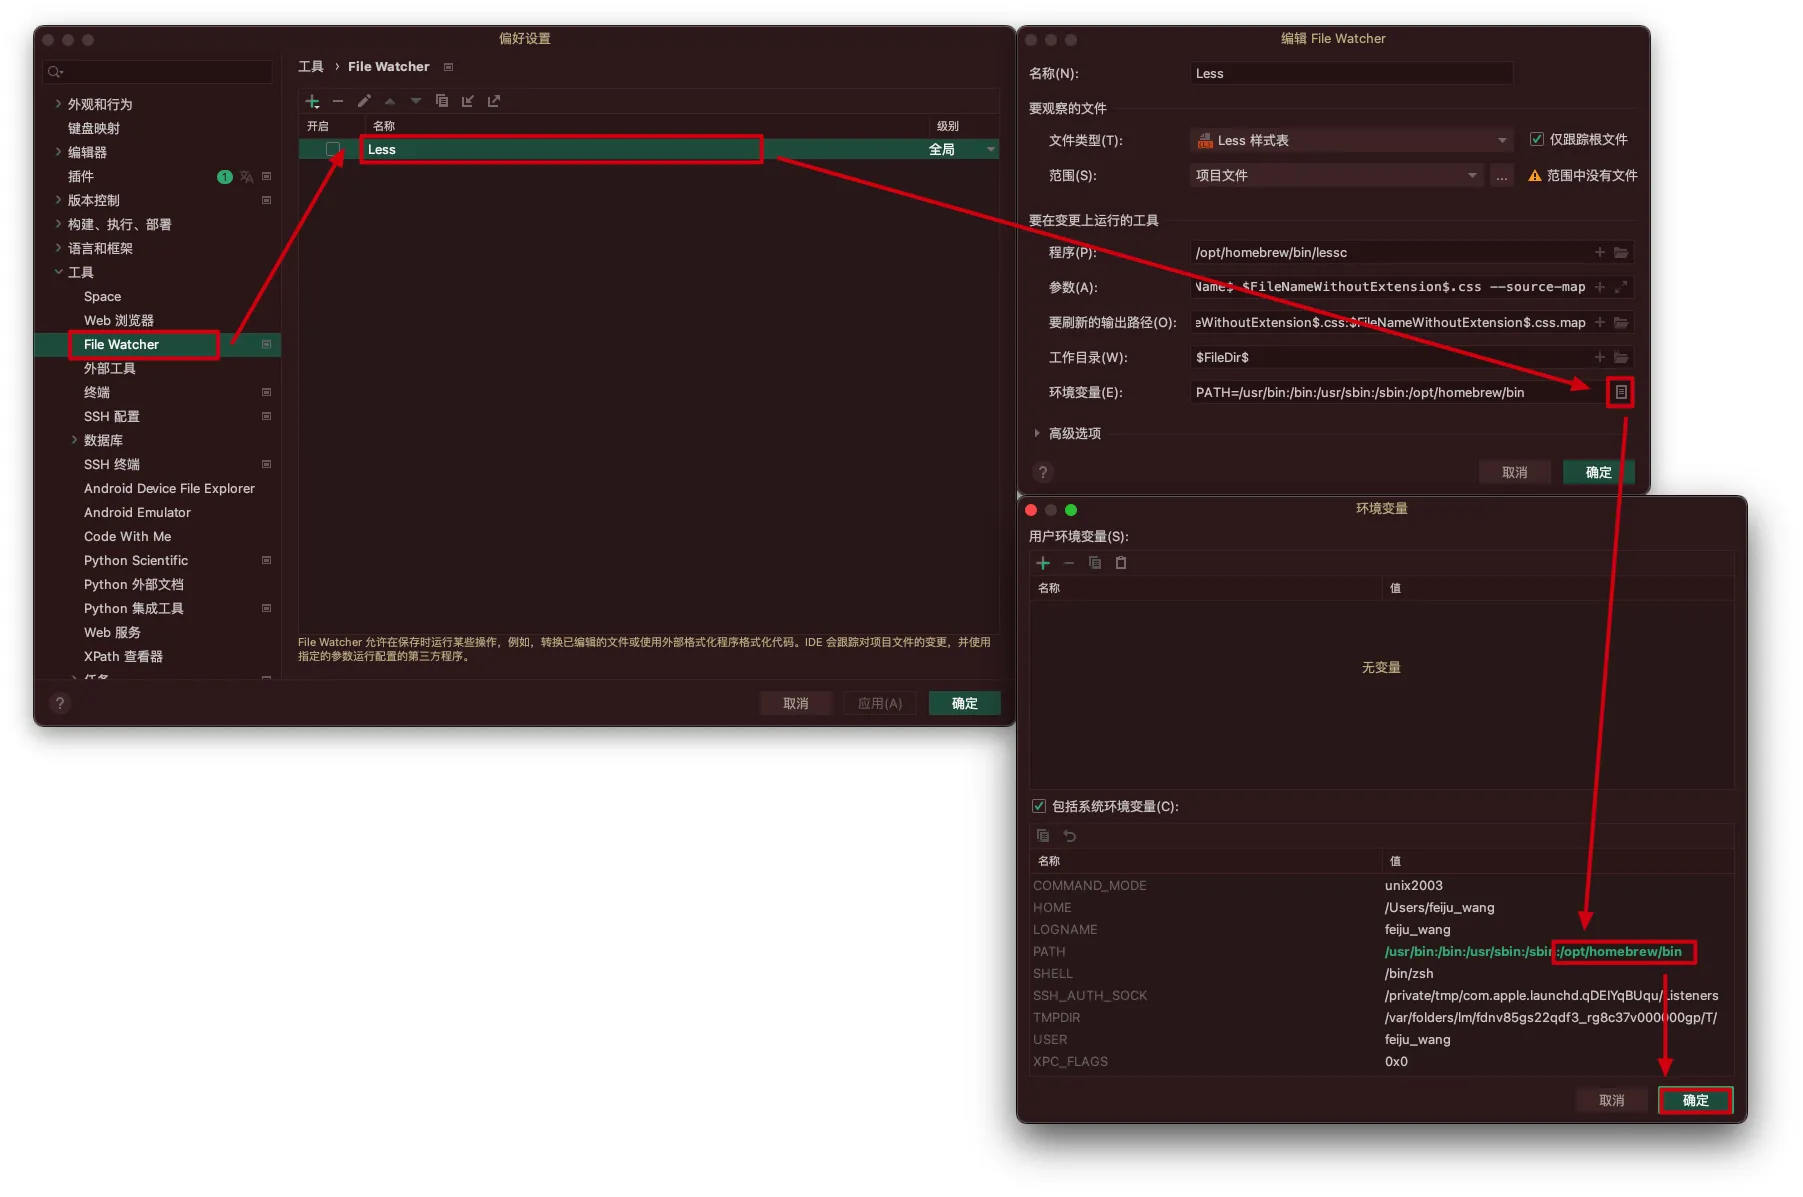 偏好设置
工具 › File Watcher
外观和行为
键盘映射
编辑器
插件 1
版本控制
构建、执行、部署
语言和框架
工具
Space
Web 浏览器
File Watcher
外部工具
终端
SSH 配置
数据库
SSH 终端
Android Device File Explorer
Android Emulator
Code With Me
Python Scientific
Python 外部文档
Python 集成工具
Web 服务
XPath 查看器
任务
开启 名称 级别
Less 全局
File Watcher 允许在保存时运行某些操作，例如，转换已编辑的文件或使用外部格式化程序格式化代码。IDE 会跟踪对项目文件的变更，并使用
指定的参数运行配置的第三方程序。
? 取消 应用(A) 确定
编辑 File Watcher
名称(N): Less
要观察的文件
文件类型(T): Less 样式表 仅跟踪根文件
范围(S): 项目文件 ... 范围中没有文件
要在变更上运行的工具
程序(P): /opt/homebrew/bin/lessc
参数(A): Name$ $FileNameWithoutExtension$.css --source-map
要刷新的输出路径(O): eWithoutExtension$.css:$FileNameWithoutExtension$.css.map
工作目录(W): $FileDir$
环境变量(E): PATH=/usr/bin:/bin:/usr/sbin:/sbin:/opt/homebrew/bin
高级选项
? 取消 确定
环境变量
用户环境变量(S):
名称 值
无变量
包括系统环境变量(C):
名称 值
COMMAND_MODE unix2003
HOME /Users/feiju_wang
LOGNAME feiju_wang
PATH /usr/bin:/bin:/usr/sbin:/sbin:/opt/homebrew/bin
SHELL /bin/zsh
SSH_AUTH_SOCK /private/tmp/com.apple.launchd.qDEIYqBUqu/Listeners
TMPDIR /var/folders/lm/fdnv85gs22qdf3_rg8c37v000000gp/T/
USER feiju_wang
XPC_FLAGS 0x0
取消 确定